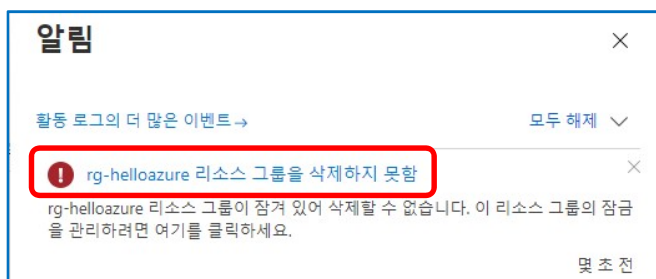 알림
활동 로그의 더 많은 이벤트→
모두 해제
rg-helloazure 리소스 그룹을 삭제하지 못함
rg-helloazure 리소스 그룹이 잠겨 있어 삭제할 수 없습니다. 이 리소스 그룹의 잠금
을 관리하려면 여기를 클릭하세요.
몇 초 전